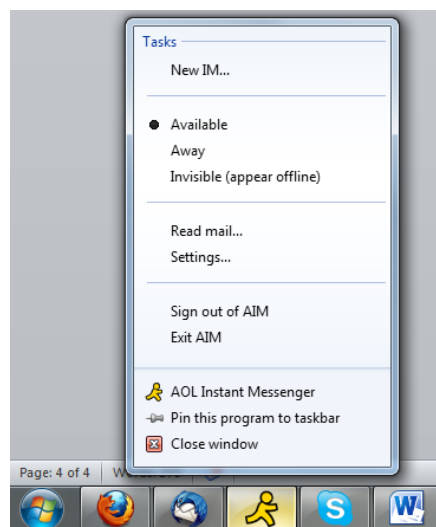 Tasks
New IM...
Available
Away
Invisible (appear offline)
Read mail...
Settings...
Sign out of AIM
Exit AIM
AOL Instant Messenger
Pin this program to taskbar
Close window
Page: 4 of 4
S
W